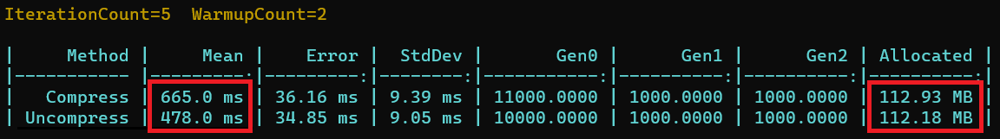 IterationCount=5  WarmupCount=2
|     Method |     Mean |    Error |  StdDev |       Gen0 |      Gen1 |      Gen2 | Allocated |
|----------- |---------:|---------:|--------:|-----------:|----------:|----------:|----------:|
|   Compress | 665.0 ms | 36.16 ms | 9.39 ms | 11000.0000 | 1000.0000 | 1000.0000 | 112.93 MB |
| Uncompress | 478.0 ms | 34.85 ms | 9.05 ms | 10000.0000 | 1000.0000 | 1000.0000 | 112.18 MB |